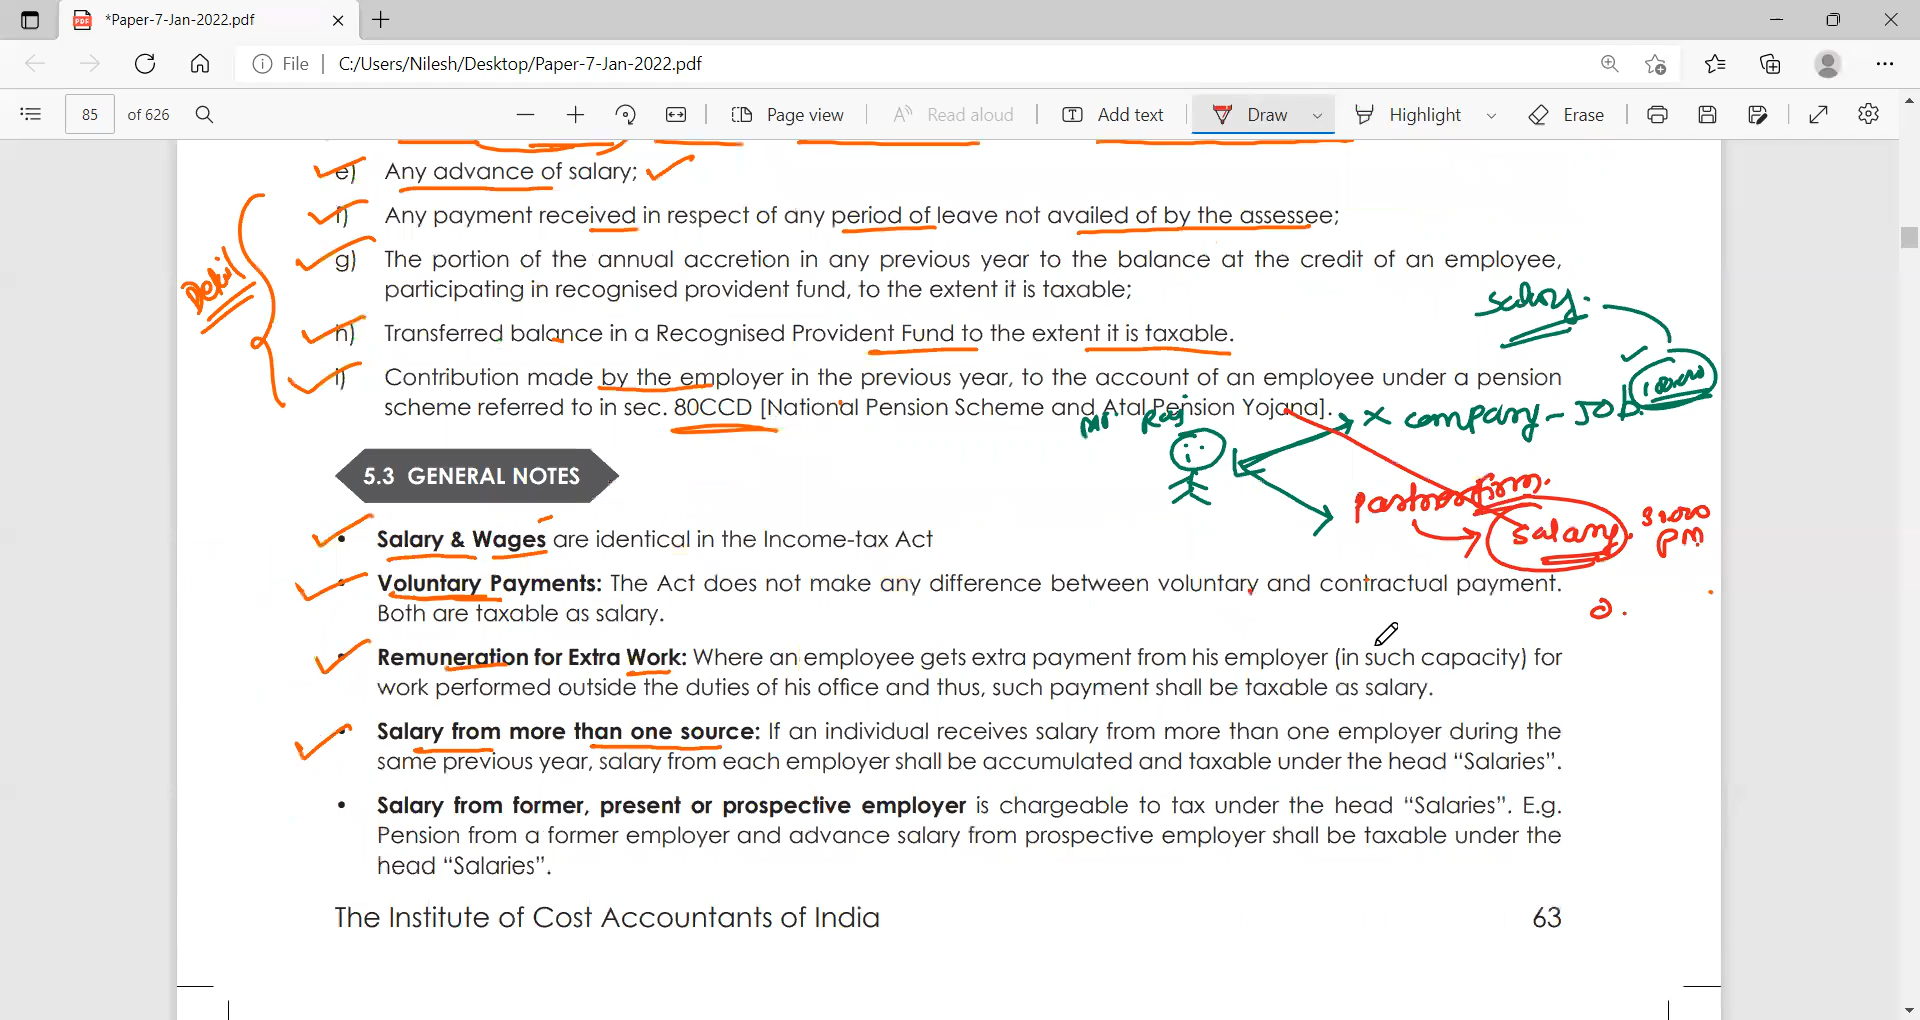 *Paper-7-Jan-2022.pdf
File | C:/Users/Nilesh/Desktop/Paper-7-Jan-2022.pdf
85 of 626 Page view Read aloud Add text Draw Highlight Erase
e) Any advance of salary;
f) Any payment received in respect of any period of leave not availed of by the assessee;
g) The portion of the annual accretion in any previous year to the balance at the credit of an employee,
participating in recognised provident fund, to the extent it is taxable;
Detail
salary.
h) Transferred balance in a Recognised Provident Fund to the extent it is taxable.
i) Contribution made by the employer in the previous year, to the account of an employee under a pension
scheme referred to in sec. 80CCD [National Pension Scheme and Atal Pension Yojana].
Mr Raj
X company - JOB
5.3 GENERAL NOTES
Partner firm.
salary. PM
• Salary & Wages are identical in the Income-tax Act
• Voluntary Payments: The Act does not make any difference between voluntary and contractual payment.
Both are taxable as salary.
• Remuneration for Extra Work: Where an employee gets extra payment from his employer (in such capacity) for
work performed outside the duties of his office and thus, such payment shall be taxable as salary.
• Salary from more than one source: If an individual receives salary from more than one employer during the
same previous year, salary from each employer shall be accumulated and taxable under the head “Salaries”.
• Salary from former, present or prospective employer is chargeable to tax under the head “Salaries”. E.g.
Pension from a former employer and advance salary from prospective employer shall be taxable under the
head “Salaries”.
The Institute of Cost Accountants of India 63